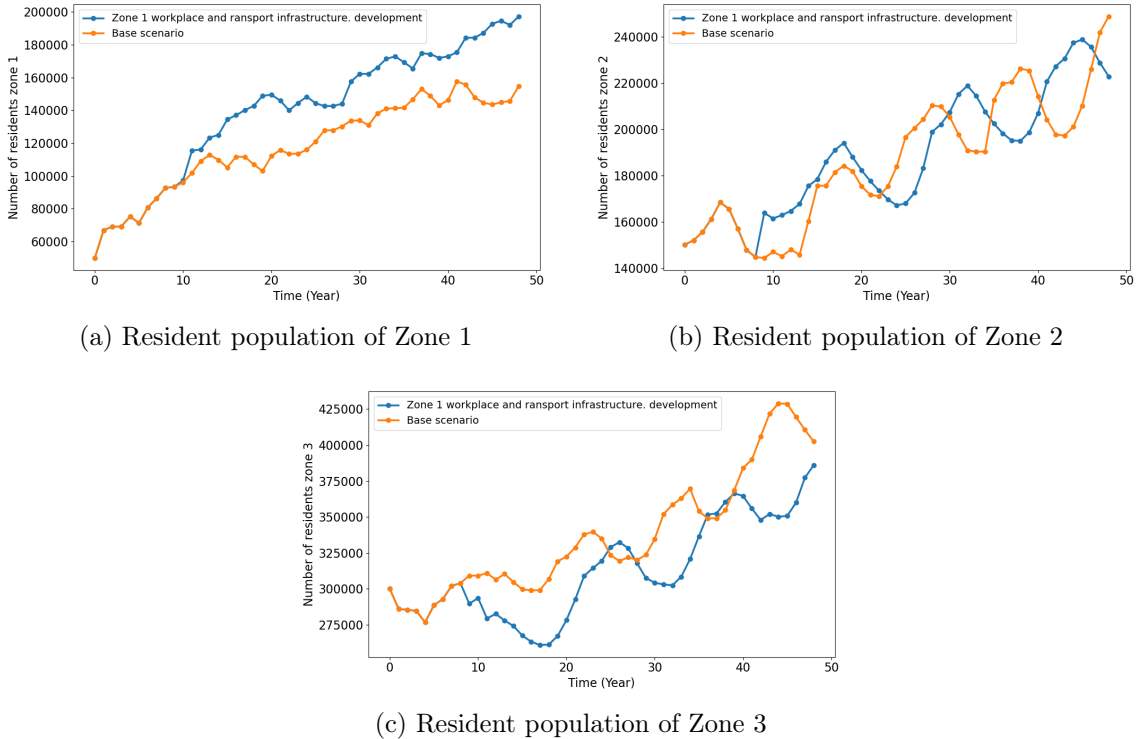 200000
180000
160000
140000
120000
100000
80000
60000
0
10
20
30
40
50
Number of residents zone 1
Time (Year)
Zone 1 workplace and ransport infrastructure. development
Base scenario
(a) Resident population of Zone 1
240000
220000
200000
180000
160000
140000
0
10
20
30
40
50
Number of residents zone 2
Time (Year)
Zone 1 workplace and ransport infrastructure. development
Base scenario
(b) Resident population of Zone 2
425000
400000
375000
350000
325000
300000
275000
0
10
20
30
40
50
Number of residents zone 3
Time (Year)
Zone 1 workplace and ransport infrastructure. development
Base scenario
(c) Resident population of Zone 3